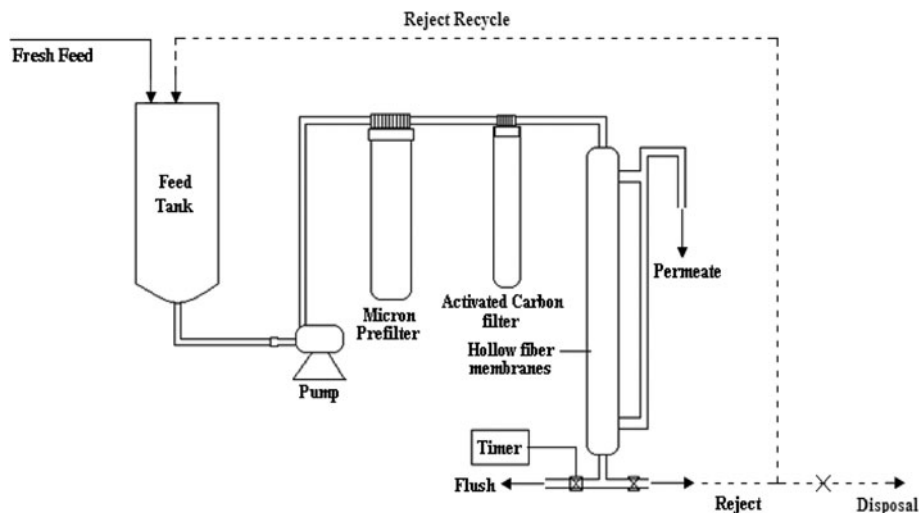 Reject Recycle
Fresh Feed
Feed
Tank
Permeate
Activated Carbon
filter
Micron
Prefilter
Hollow fiber
membranes
Pump
Timer
Flush
Reject
Disposal